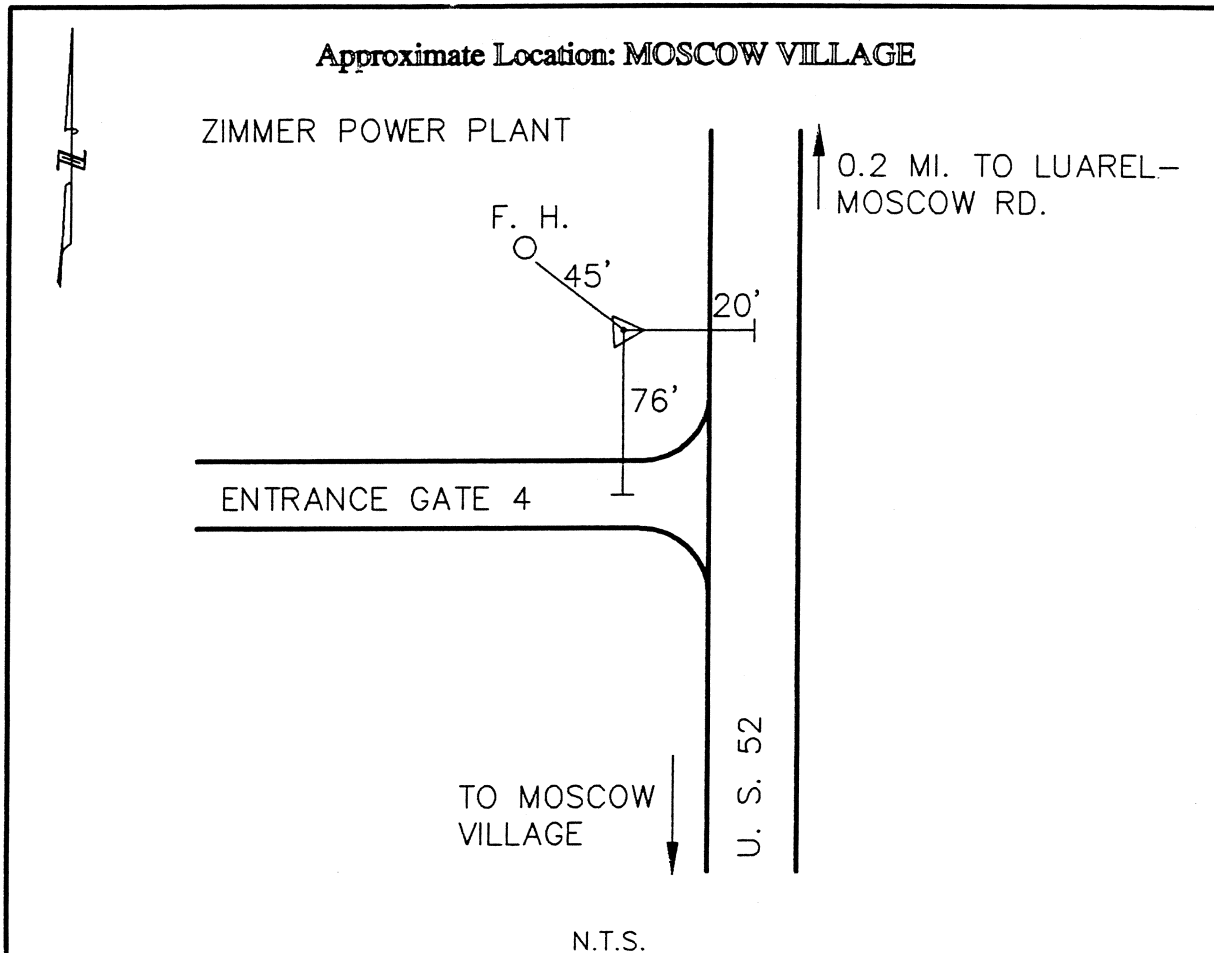 Approximate Location: MOSCOW VILLAGE
N
ZIMMER POWER PLANT
0.2 MI. TO LUAREL-
MOSCOW RD.
F. H.
45'
20'
76'
ENTRANCE GATE 4
TO MOSCOW
VILLAGE
U. S. 52
N.T.S.